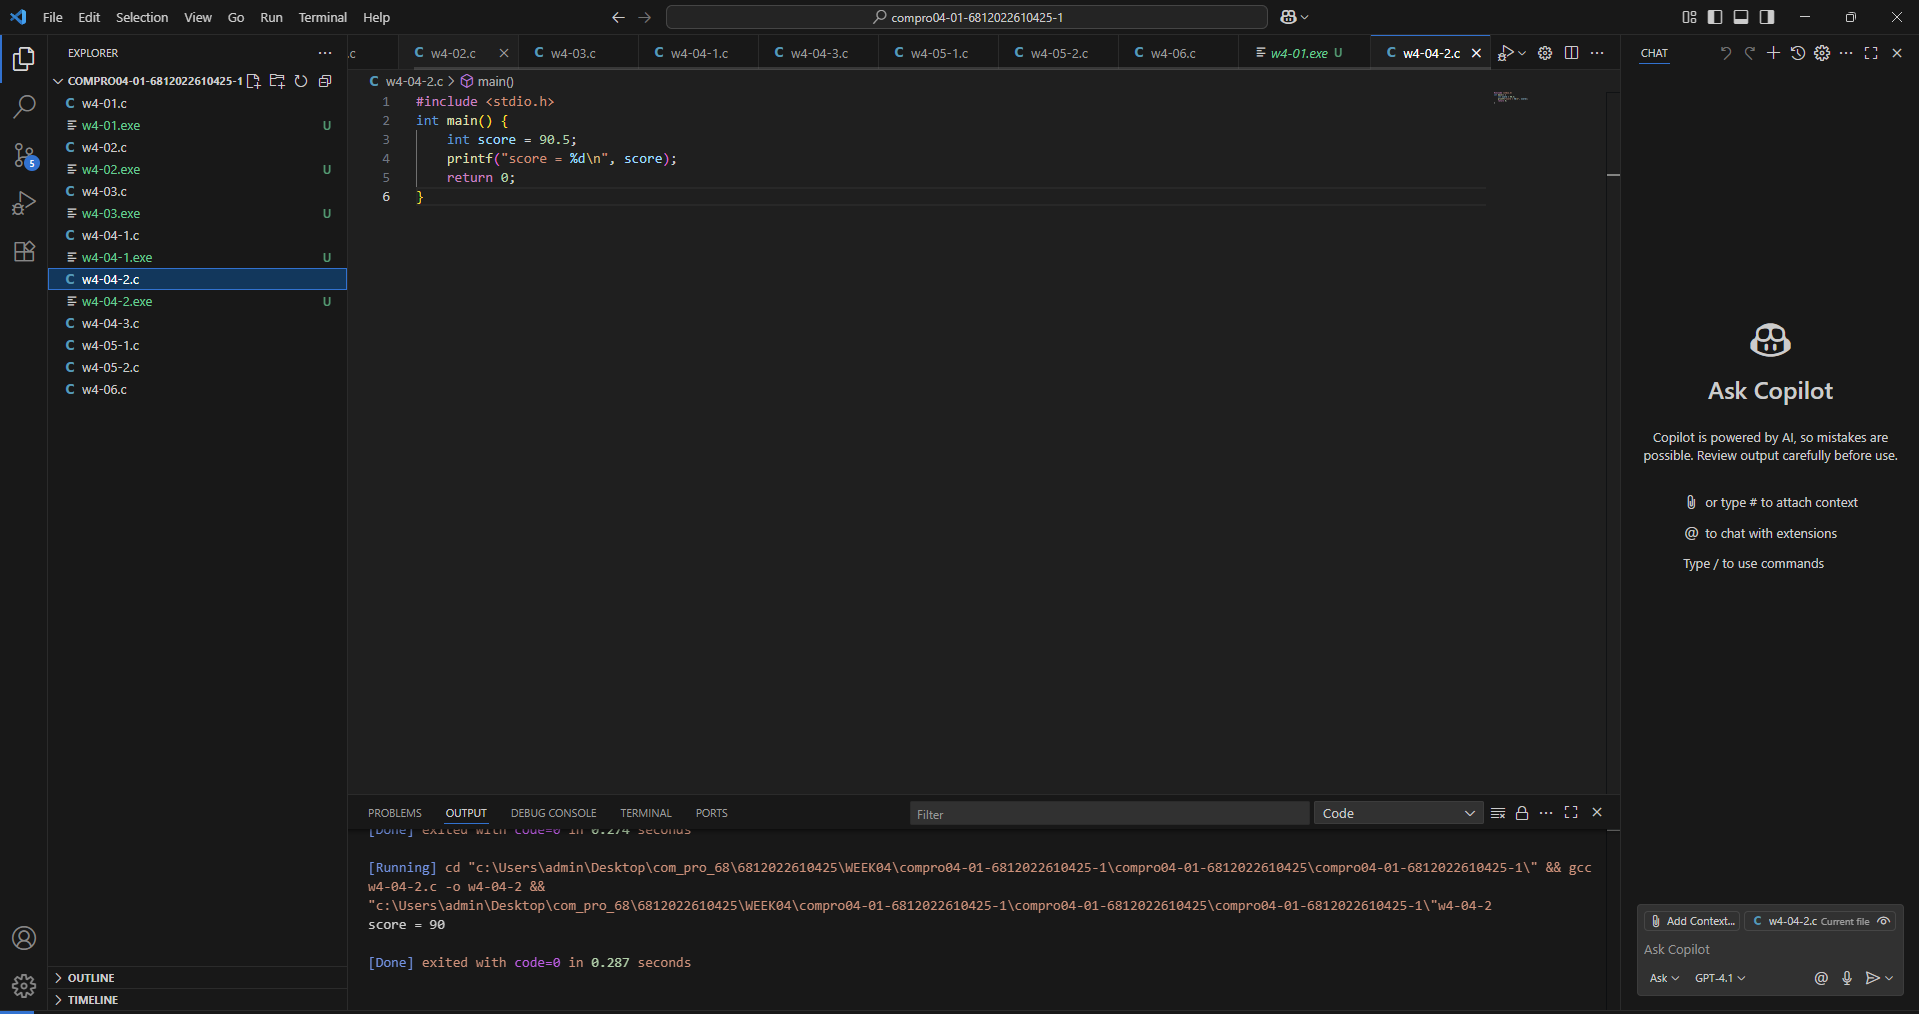 File Edit Selection View Go Run Terminal Help
compro04-01-6812022610425-1
EXPLORER
COMPRO04-01-6812022610425-1
w4-01.c
w4-01.exe U
w4-02.c
w4-02.exe U
w4-03.c
w4-03.exe U
w4-04-1.c
w4-04-1.exe U
w4-04-2.c
w4-04-2.exe U
w4-04-3.c
w4-05-1.c
w4-05-2.c
w4-06.c
5
OUTLINE
TIMELINE
.c w4-02.c w4-03.c w4-04-1.c w4-04-3.c w4-05-1.c w4-05-2.c w4-06.c w4-01.exe U w4-04-2.c
w4-04-2.c > main()
1 #include <stdio.h>
2 int main() {
3 int score = 90.5;
4 printf("score = %d\n", score);
5 return 0;
6 }
PROBLEMS OUTPUT DEBUG CONSOLE TERMINAL PORTS
Filter
Code
[Done] exited with code=0 in 0.274 seconds
[Running] cd "c:\Users\admin\Desktop\com_pro_68\6812022610425\WEEK04\compro04-01-6812022610425-1\compro04-01-6812022610425\compro04-01-6812022610425-1\" && gcc
w4-04-2.c -o w4-04-2 &&
"c:\Users\admin\Desktop\com_pro_68\6812022610425\WEEK04\compro04-01-6812022610425-1\compro04-01-6812022610425\compro04-01-6812022610425-1\"w4-04-2
score = 90
[Done] exited with code=0 in 0.287 seconds
CHAT
Ask Copilot
Copilot is powered by AI, so mistakes are
possible. Review output carefully before use.
or type # to attach context
@ to chat with extensions
Type / to use commands
Add Context... w4-04-2.c Current file
Ask Copilot
Ask GPT-4.1